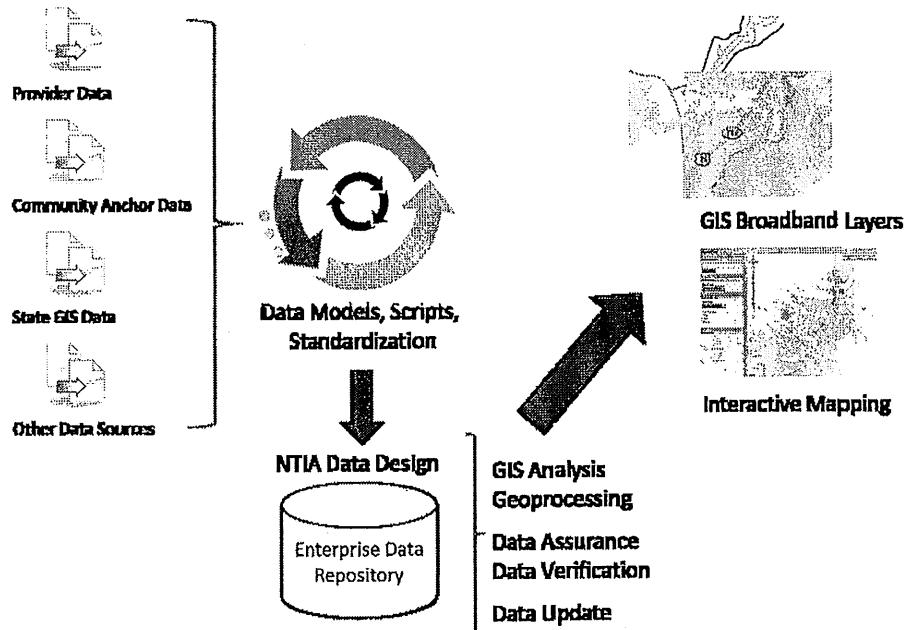 Provider Data
Community Anchor Data
State GIS Data
Other Data Sources
Data Models, Scripts,
Standardization
NTIA Data Design
Enterprise Data
Repository
GIS Analysis
Geoprocessing
Data Assurance
Data Verification
Data Update
GIS Broadband Layers
Interactive Mapping